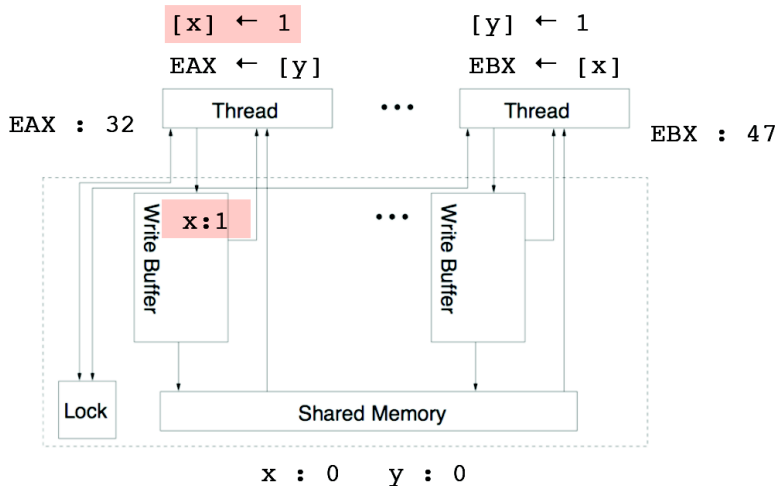 [x] ← 1
[y] ← 1
EAX ← [y]
EBX ← [x]
Thread
•••
Thread
EAX : 32
EBX : 47
Write Buffer
x:1
•••
Write Buffer
Lock
Shared Memory
x : 0 y : 0